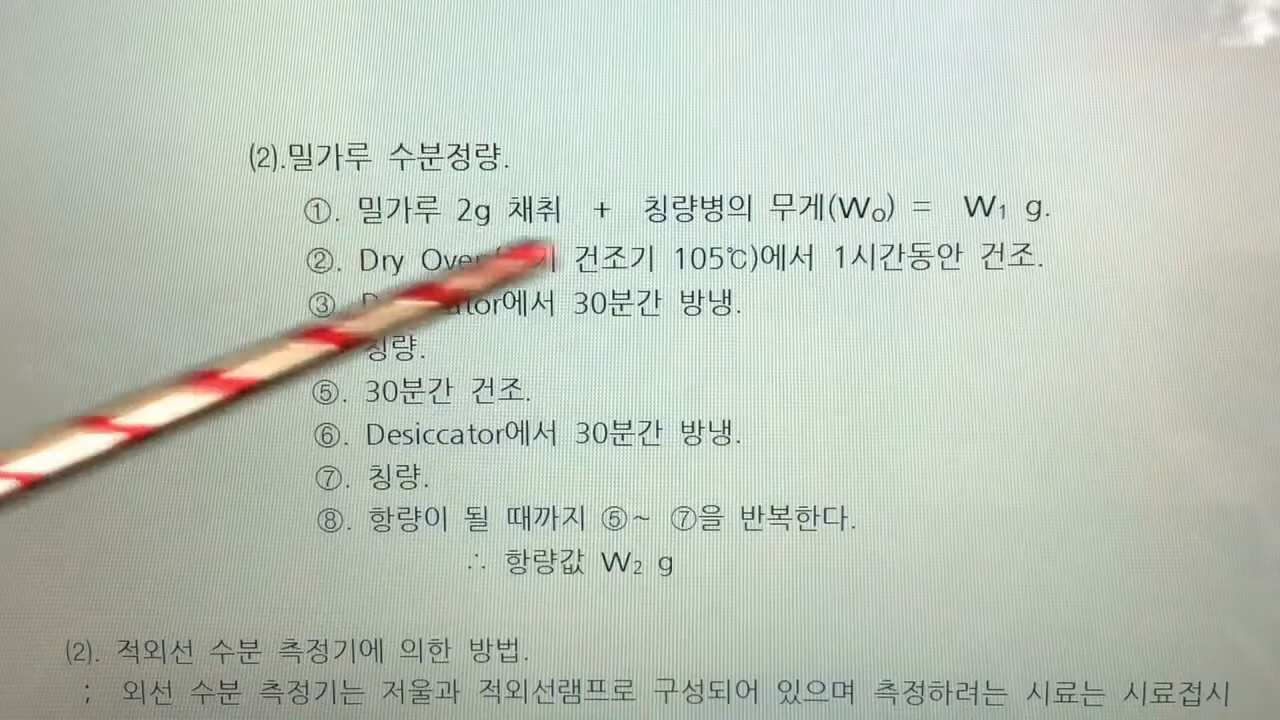 (2).밀가루 수분정량.
①. 밀가루 2g 채취 + 칭량병의 무게(W₀) = W₁ g.
②. Dry 건조기 105℃)에서 1시간동안 건조.
③. 30분간 방냉.
칭량.
⑤. 30분간 건조.
⑥. Desiccator에서 30분간 방냉.
⑦. 칭량.
⑧. 항량이 될 때까지 ⑤~ ⑦을 반복한다.
∴ 항량값 W₂ g
(2). 적외선 수분 측정기에 의한 방법.
; 외선 수분 측정기는 저울과 적외선램프로 구성되어 있으며 측정하려는 시료는 시료접시